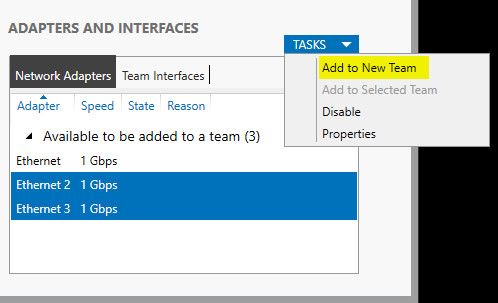 ADAPTERS AND INTERFACES
TASKS
Network Adapters Team Interfaces
Adapter Speed State Reason
Available to be added to a team (3)
Ethernet 1 Gbps
Ethernet 2 1 Gbps
Ethernet 3 1 Gbps
Add to New Team
Add to Selected Team
Disable
Properties